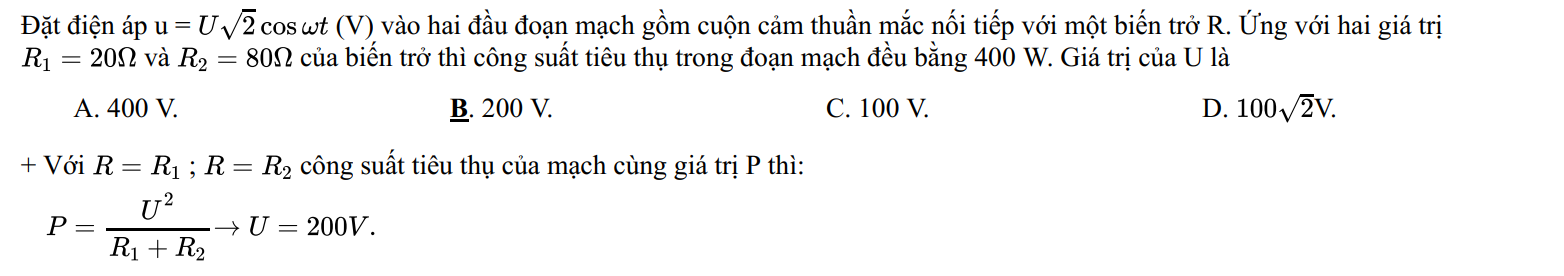 Đặt điện áp u = $U\sqrt{2}\cos\omega t$ (V) vào hai đầu đoạn mạch gồm cuộn cảm thuần mắc nối tiếp với một biến trở R. Ứng với hai giá trị
$R_1 = 20\Omega$ và $R_2 = 80\Omega$ của biến trở thì công suất tiêu thụ trong đoạn mạch đều bằng 400 W. Giá trị của U là
A. 400 V. B. 200 V. C. 100 V. D. $100\sqrt{2}$V.
+ Với $R = R_1$ ; $R = R_2$ công suất tiêu thụ của mạch cùng giá trị P thì:
$P = \frac{U^2}{R_1 + R_2} \rightarrow U = 200V.$